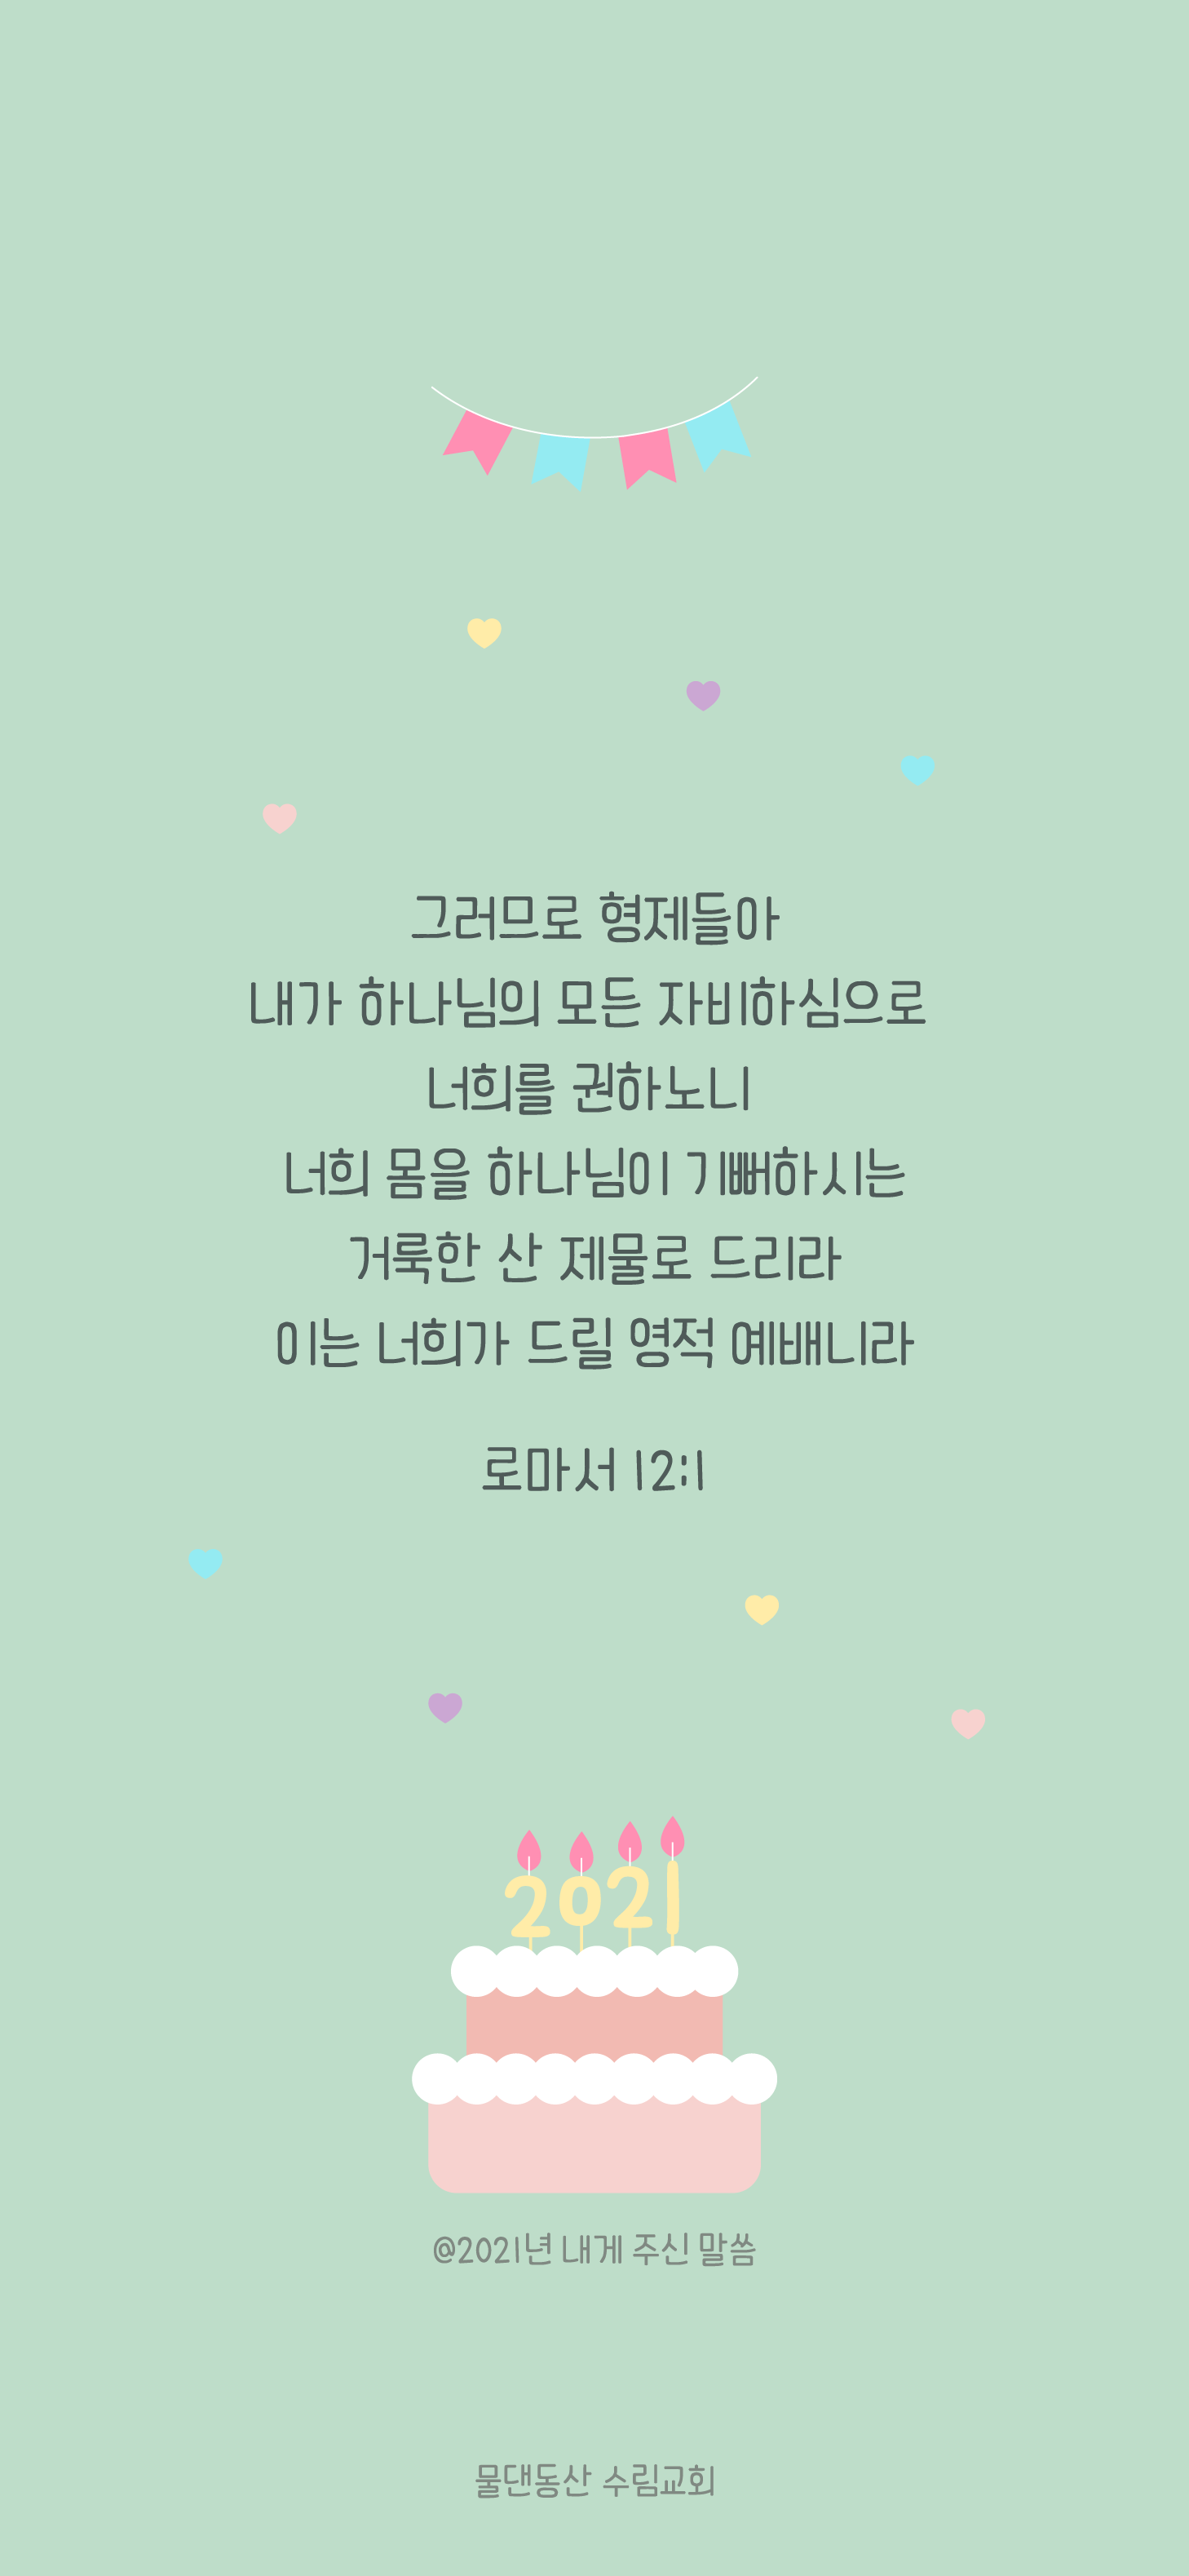 그러므로 형제들아
내가 하나님의 모든 자비하심으로
너희를 권하노니
너희 몸을 하나님이 기뻐하시는
거룩한 산 제물로 드리라
이는 너희가 드릴 영적 예배니라
로마서 12:1
2021
@2021년 내게 주신 말씀
물댄동산 수림교회